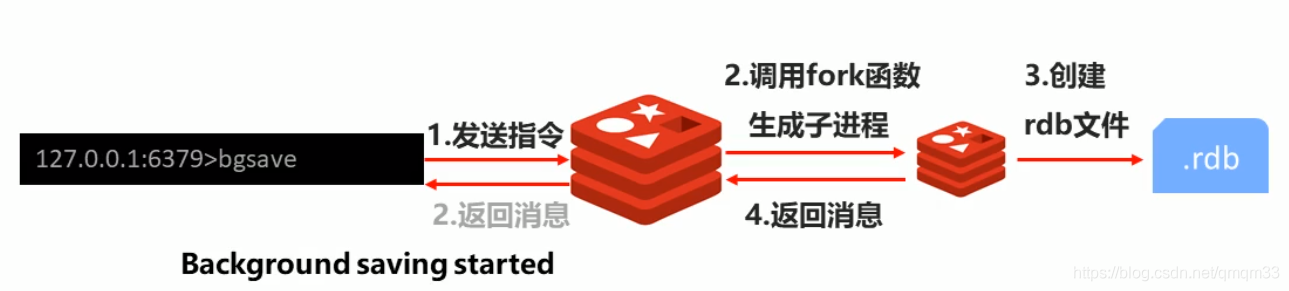 2.调用fork函数
生成子进程
3.创建
rdb文件
1.发送指令
127.0.0.1:6379>bgsave
.rdb
2.返回消息
4.返回消息
Background saving started
https://blog.csdn.net/qmqm33